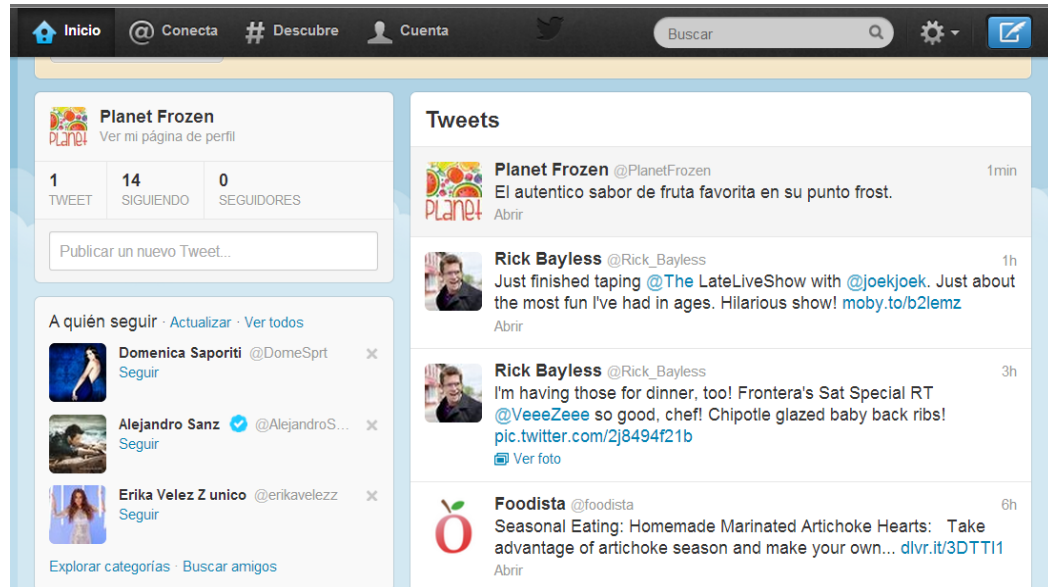 Inicio
@ Conecta
# Descubre
Cuenta
Buscar
Planet Frozen
Ver mi página de perfil
PLANET
1
TWEET
14
SIGUIENDO
0
SEGUIDORES
Publicar un nuevo Tweet...
A quién seguir · Actualizar · Ver todos
Domenica Saporiti @DomeSprt
Seguir
Alejandro Sanz @AlejandroS...
Seguir
Erika Velez Z unico @erikavelezz
Seguir
Explorar categorías · Buscar amigos
Tweets
PLANET
Planet Frozen @PlanetFrozen 1min
El autentico sabor de fruta favorita en su punto frost.
Abrir
Rick Bayless @Rick_Bayless 1h
Just finished taping @The LateLiveShow with @joekjoek. Just about
the most fun I've had in ages. Hilarious show! moby.to/b2lemz
Abrir
Rick Bayless @Rick_Bayless 3h
I'm having those for dinner, too! Frontera's Sat Special RT
@VeeeZeee so good, chef! Chipotle glazed baby back ribs!
pic.twitter.com/2j8494f21b
Ver foto
Foodista @foodista 6h
Seasonal Eating: Homemade Marinated Artichoke Hearts: Take
advantage of artichoke season and make your own... dlvr.it/3DTTl1
Abrir